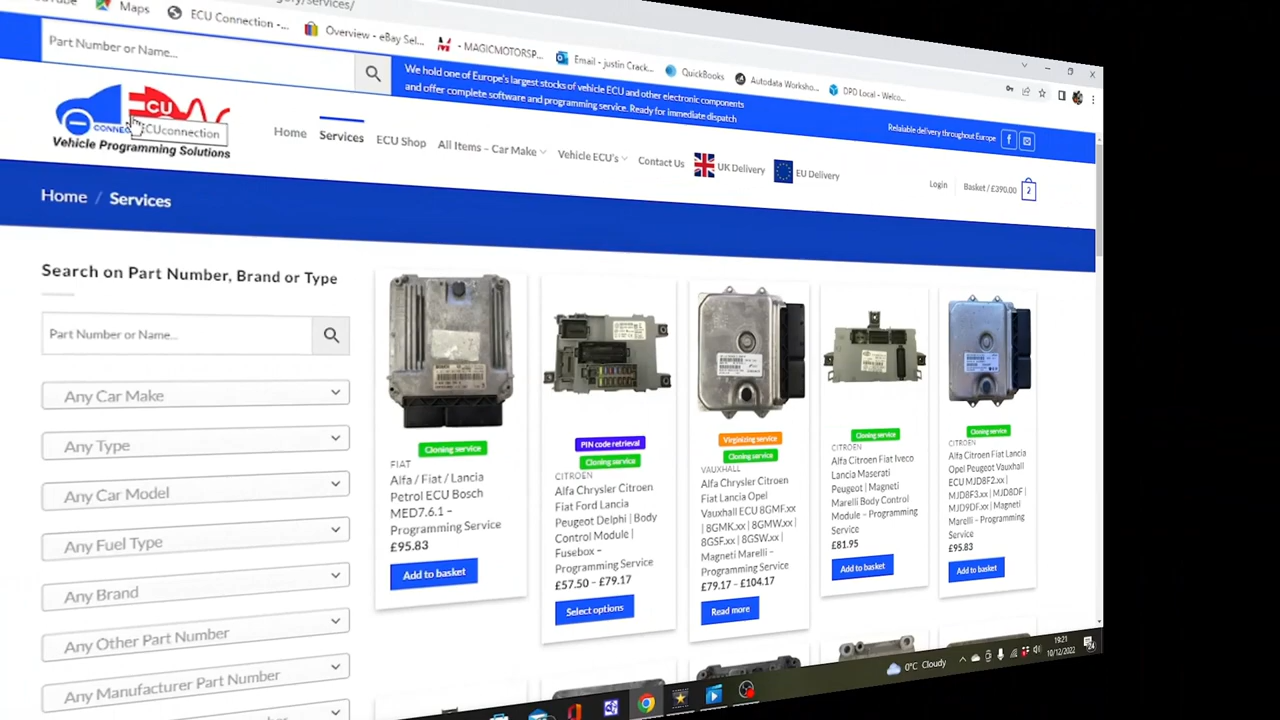 Maps
ECU Connection -...
Overview - eBay Sel...
- MAGICMOTORSP...
Email - justin Crack...
QuickBooks
Autodata Worksho...
DPD Local - Welco...
Part Number or Name...
We hold one of Europe's largest stocks of vehicle ECU and other electronic components
and offer complete software and programming service. Ready for immediate dispatch
Relaiable delivery throughout Europe
ECU
CONNEC
ECUconnection
Vehicle Programming Solutions
Home
Services
ECU Shop
All Items – Car Make
Vehicle ECU's
Contact Us
UK Delivery
EU Delivery
Login
Basket / £390.00
2
Home / Services
Search on Part Number, Brand or Type
Part Number or Name...
Any Car Make
Any Type
Any Car Model
Any Fuel Type
Any Brand
Any Other Part Number
Any Manufacturer Part Number
Cloning service
FIAT
Alfa / Fiat / Lancia
Petrol ECU Bosch
MED7.6.1 –
Programming Service
£95.83
Add to basket
PIN code retrieval
Cloning service
CITROEN
Alfa Chrysler Citroen
Fiat Ford Lancia
Peugeot Delphi | Body
Control Module |
Fusebox –
Programming Service
£57.50 – £79.17
Select options
Virginizing service
Cloning service
VAUXHALL
Alfa Chrysler Citroen
Fiat Lancia Opel
Vauxhall ECU 8GMF.xx
| 8GMK.xx | 8GMW.xx |
8GSF.xx | 8GSW.xx |
Magneti Marelli –
Programming Service
£79.17 – £104.17
Read more
Cloning service
CITROEN
Alfa Citroen Fiat Iveco
Lancia Maserati
Peugeot | Magneti
Marelli Body Control
Module – Programming
Service
£81.95
Add to basket
Cloning service
CITROEN
Alfa Citroen Fiat Lancia
Opel Peugeot Vauxhall
ECU MJD8F2.xx |
MJD8F3.xx | MJD8DF |
MJD9DF.xx | Magneti
Marelli – Programming
Service
£95.83
Add to basket
0°C Cloudy
19:21
10/12/2022